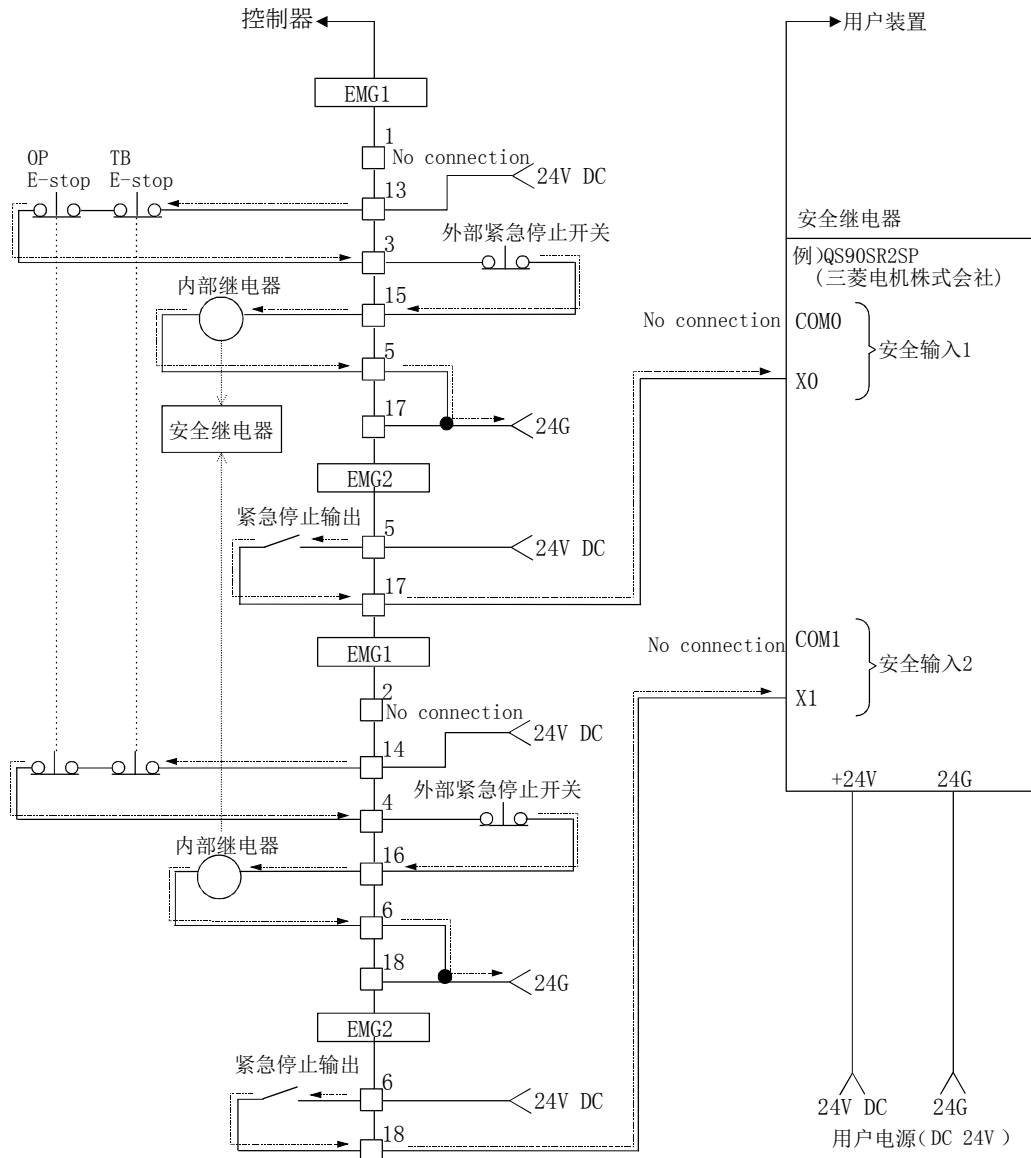 控制器
用户装置
EMG1
1
No connection
OP
E-stop
TB
E-stop
13
24V DC
3
外部紧急停止开关
内部继电器
15
5
17
24G
安全继电器
EMG2
紧急停止输出
5
24V DC
17
安全继电器
例)QS90SR2SP
(三菱电机株式会社)
No connection
COM0
X0
安全输入1
EMG1
2
No connection
14
24V DC
4
外部紧急停止开关
内部继电器
16
6
18
24G
EMG2
紧急停止输出
6
24V DC
18
No connection
COM1
X1
安全输入2
+24V
24G
24V DC
24G
用户电源(DC 24V)